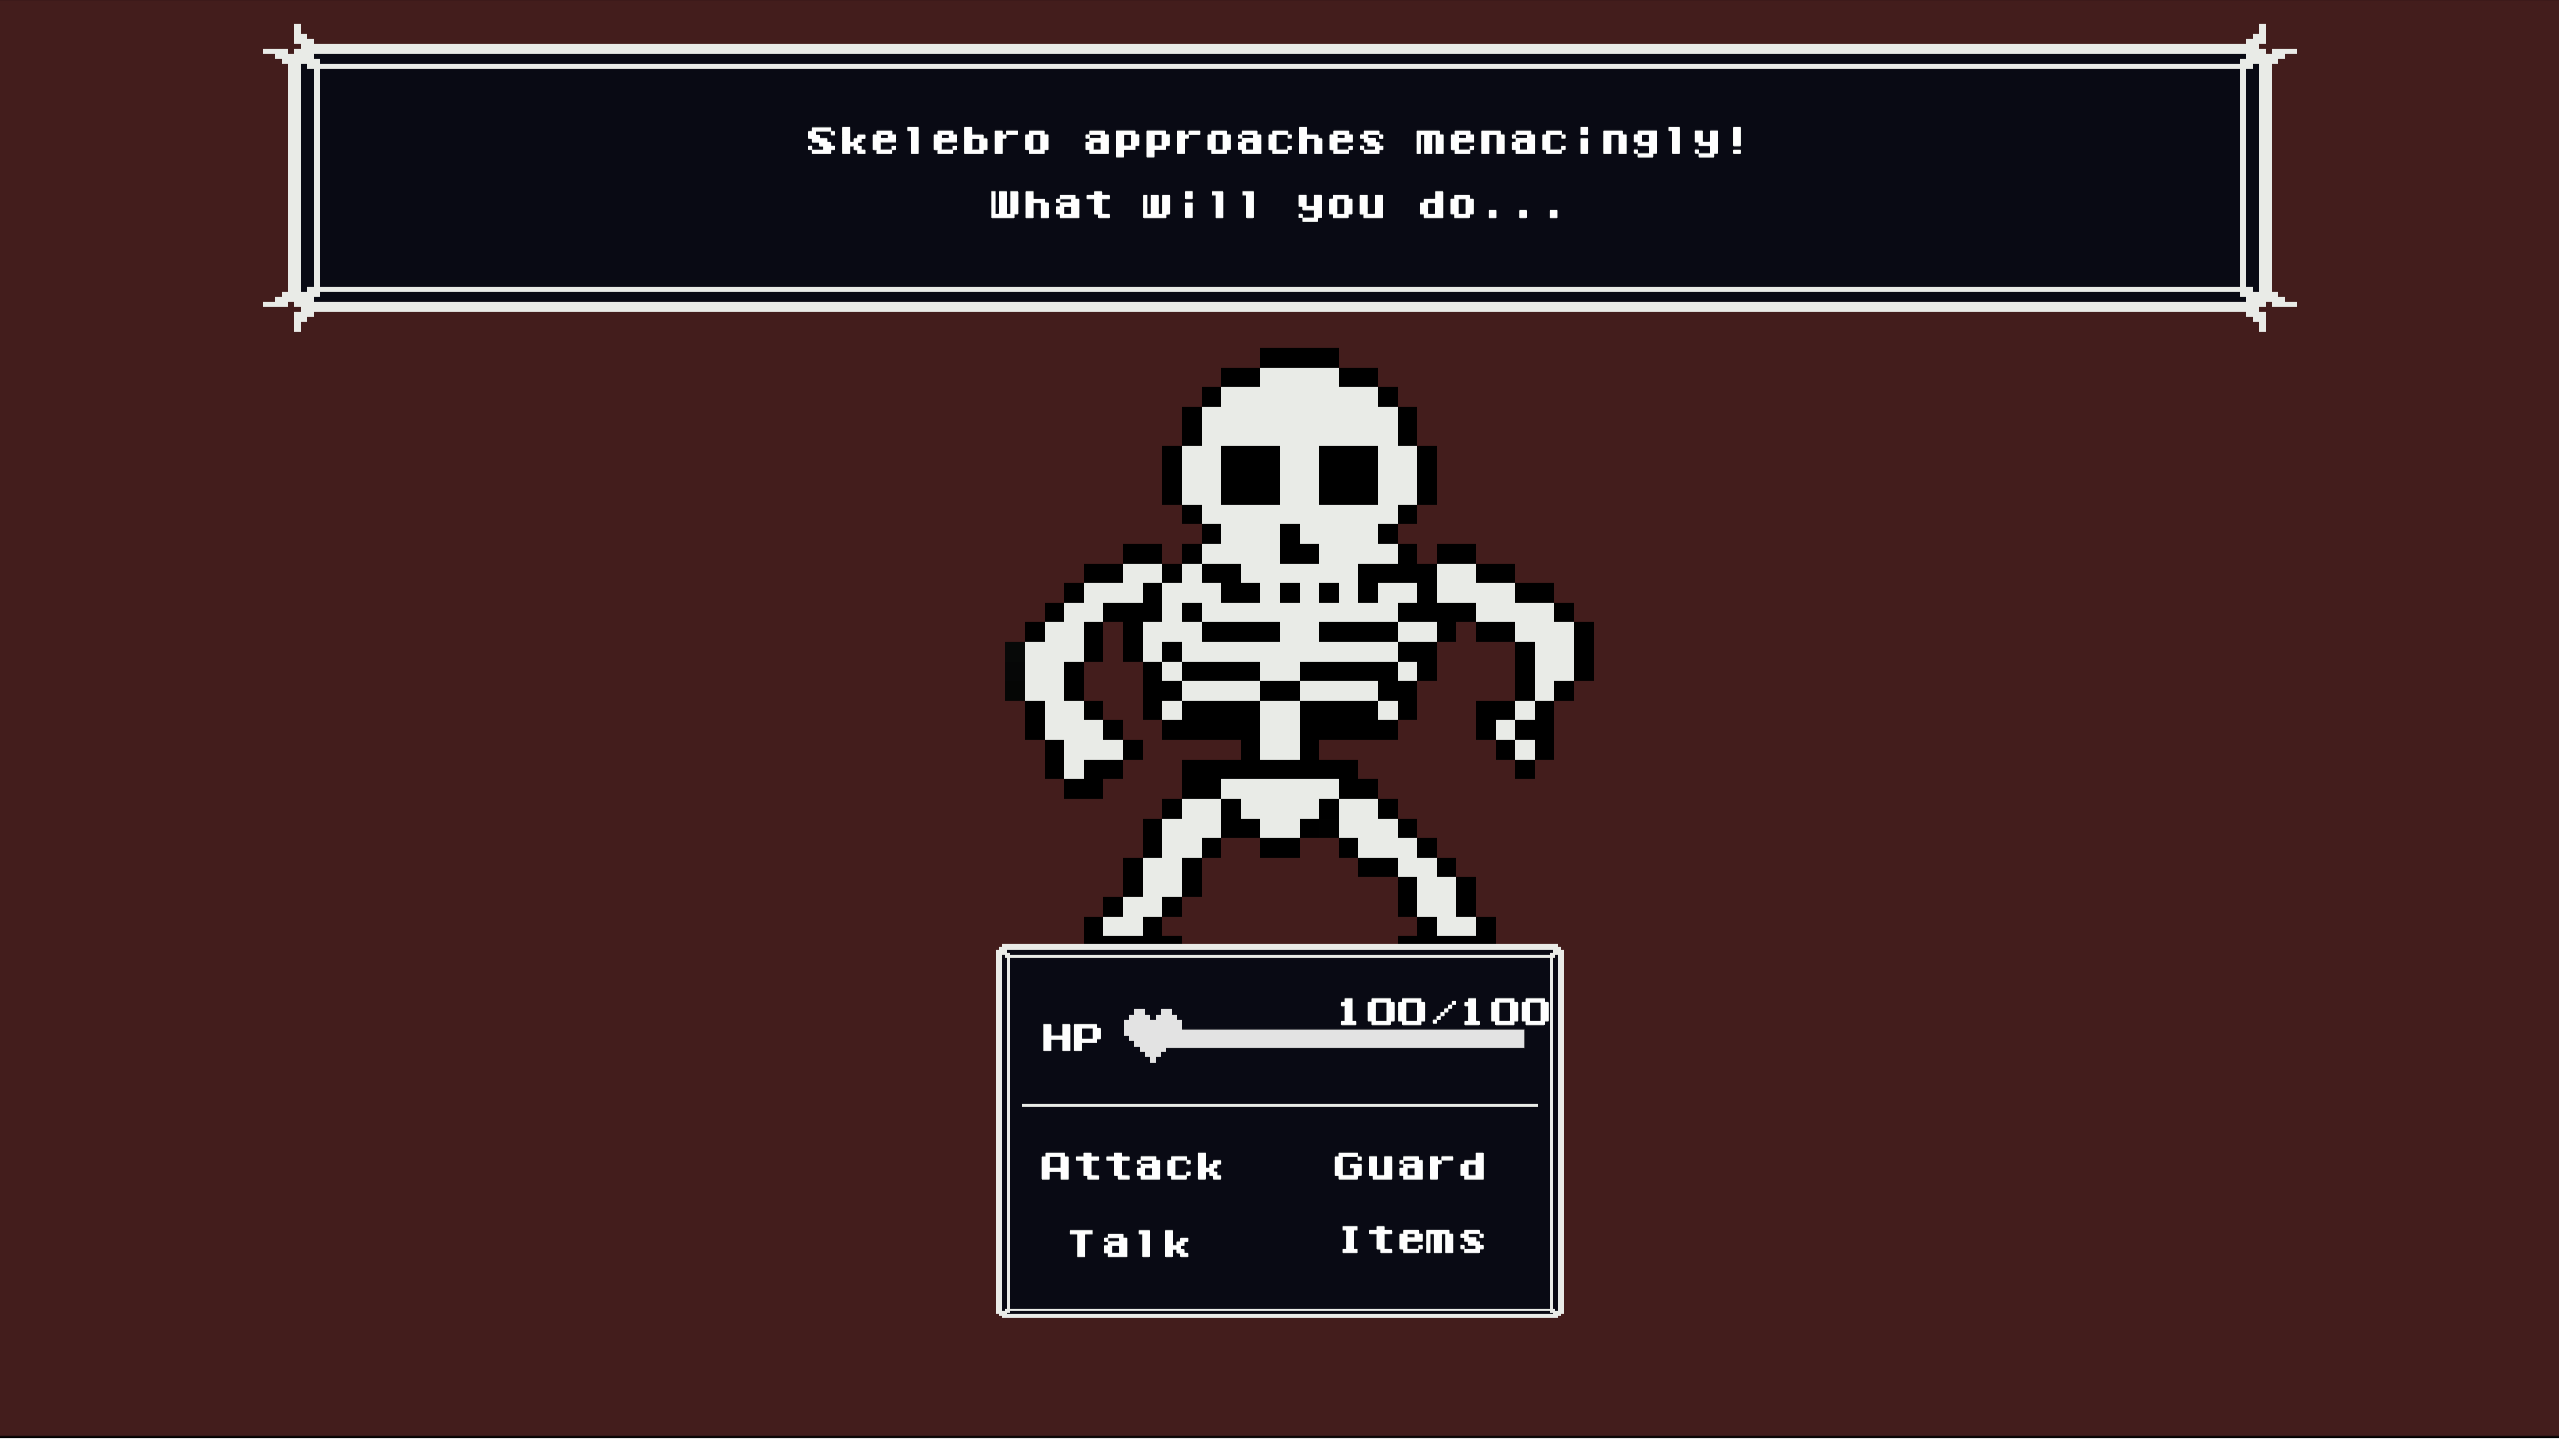 Skelebro approaches menacingly!
What will you do...
100/100
HP
Attack Guard
Talk Items